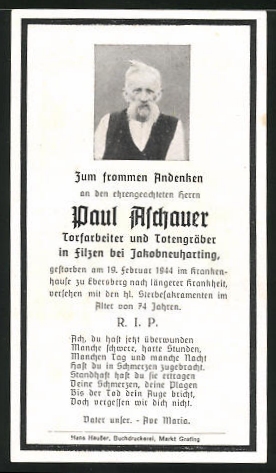 Zum frommen Andenken
an den ehrengeachteten Herrn
Paul Aschauer
Torfarbeiter und Totengräber
in Filzen bei Jakobneuharting,
gestorben am 19. Februar 1944 im Kranken-
hause zu Ebersberg nach längerer Krankheit,
versehen mit den hl. Sterbesakramenten im
Alter von 74 Jahren.
R. I. P.
Ach, du hast jetzt überwunden
Manche schwere, harte Stunden,
Manchen Tag und manche Nacht
Hast du in Schmerzen zugebracht.
Standhaft hast du sie ertragen
Deine Schmerzen, deine Plagen
Bis der Tod dein Auge bricht,
Doch vergessen wir dich nicht.
Vater unser. - Ave Maria.
Hans Häußer, Buchdruckerei, Markt Grafing